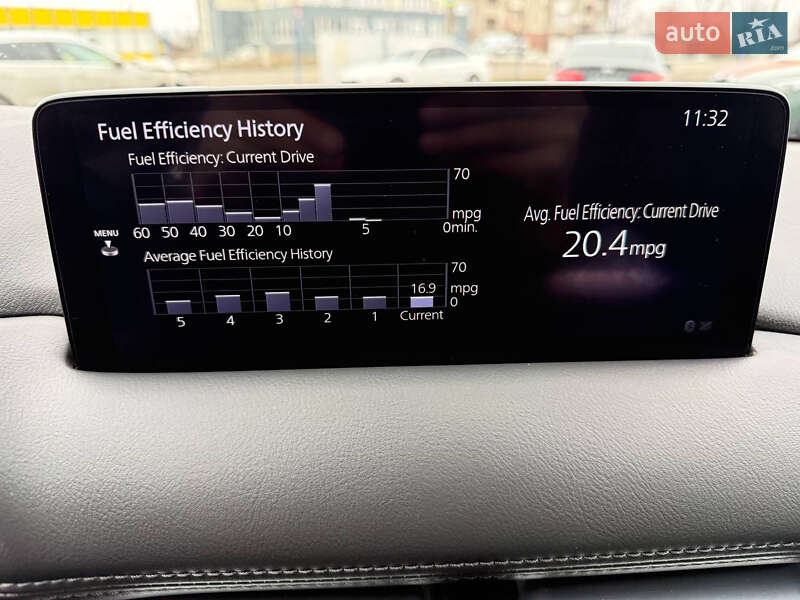 auto RIA .com
11:32
Fuel Efficiency History
Fuel Efficiency: Current Drive
70
mpg
60 50 40 30 20 10 5 0min.
MENU
Avg. Fuel Efficiency: Current Drive
20.4mpg
Average Fuel Efficiency History
70
16.9 mpg
0
5 4 3 2 1 Current